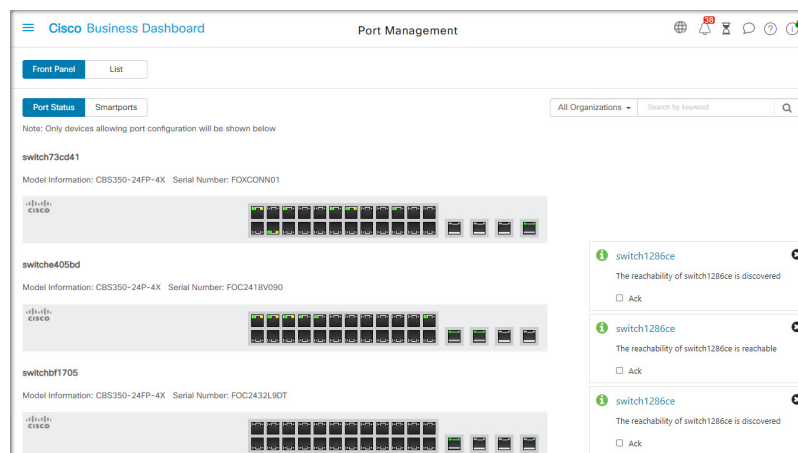 Cisco Business Dashboard
Port Management
38
Front Panel
List
Port Status
Smartports
All Organizations
Search by keyword
Note: Only devices allowing port configuration will be shown below
switch73cd41
Model Information: CBS350-24FP-4X Serial Number: FOXCONN01
CISCO
switche405bd
Model Information: CBS350-24P-4X Serial Number: FOC2418V090
CISCO
switchbf1705
Model Information: CBS350-24FP-4X Serial Number: FOC2432L9DT
CISCO
switch1286ce
The reachability of switch1286ce is discovered
Ack
switch1286ce
The reachability of switch1286ce is reachable
Ack
switch1286ce
The reachability of switch1286ce is discovered
Ack